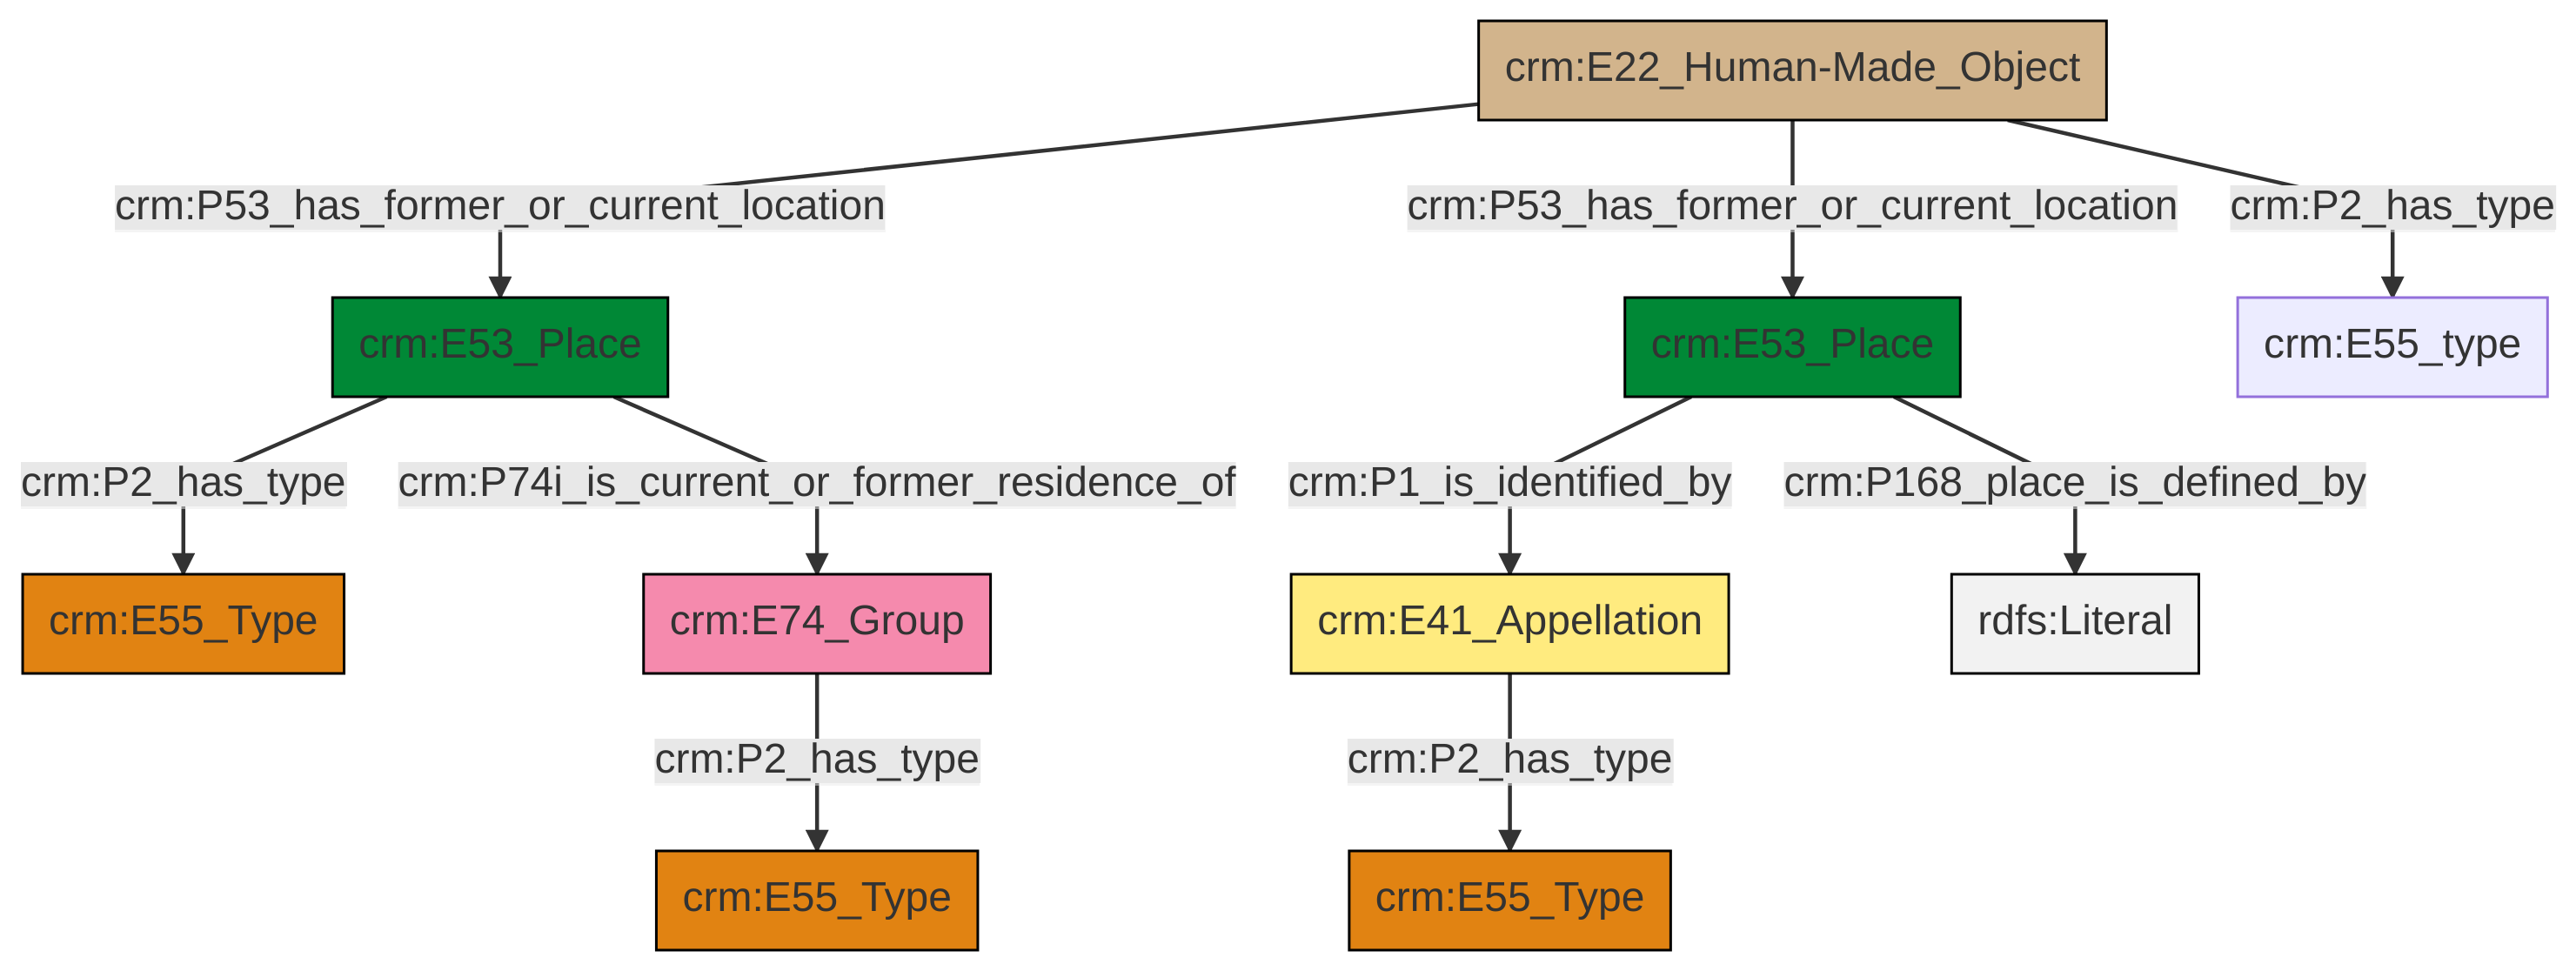 crm:E22_Human-Made_Object
crm:P53_has_former_or_current_location
crm:P53_has_former_or_current_location
crm:P2_has_type
crm:E53_Place
crm:E53_Place
crm:E55_type
crm:P2_has_type
crm:P74i_is_current_or_former_residence_of
crm:P1_is_identified_by
crm:P168_place_is_defined_by
crm:E55_Type
crm:E74_Group
crm:E41_Appellation
rdfs:Literal
crm:P2_has_type
crm:P2_has_type
crm:E55_Type
crm:E55_Type